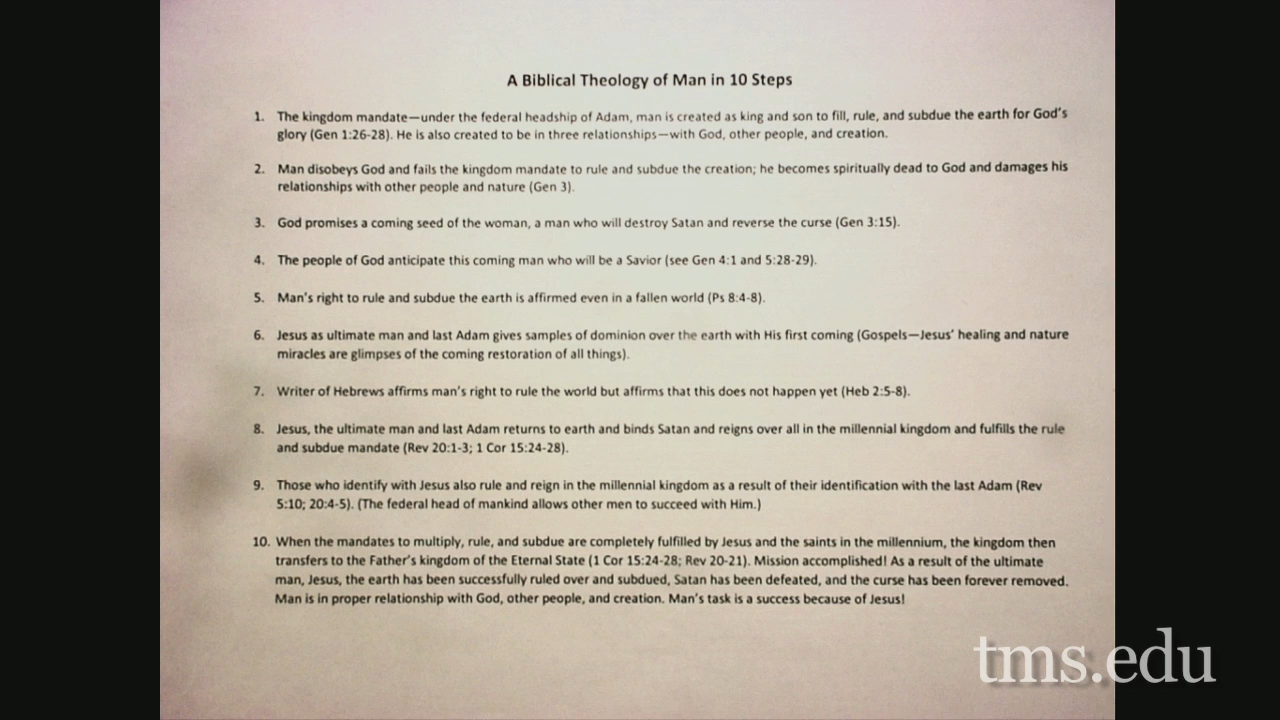 A Biblical Theology of Man in 10 Steps
1. The kingdom mandate—under the federal headship of Adam, man is created as king and son to fill, rule, and subdue the earth for God's
glory (Gen 1:26-28). He is also created to be in three relationships—with God, other people, and creation.
2. Man disobeys God and fails the kingdom mandate to rule and subdue the creation; he becomes spiritually dead to God and damages his
relationships with other people and nature (Gen 3).
3. God promises a coming seed of the woman, a man who will destroy Satan and reverse the curse (Gen 3:15).
4. The people of God anticipate this coming man who will be a Savior (see Gen 4:1 and 5:28-29).
5. Man's right to rule and subdue the earth is affirmed even in a fallen world (Ps 8:4-8).
6. Jesus as ultimate man and last Adam gives samples of dominion over the earth with His first coming (Gospels—Jesus' healing and nature
miracles are glimpses of the coming restoration of all things).
7. Writer of Hebrews affirms man's right to rule the world but affirms that this does not happen yet (Heb 2:5-8).
8. Jesus, the ultimate man and last Adam returns to earth and binds Satan and reigns over all in the millennial kingdom and fulfills the rule
and subdue mandate (Rev 20:1-3; 1 Cor 15:24-28).
9. Those who identify with Jesus also rule and reign in the millennial kingdom as a result of their identification with the last Adam (Rev
5:10; 20:4-5). (The federal head of mankind allows other men to succeed with Him.)
10. When the mandates to multiply, rule, and subdue are completely fulfilled by Jesus and the saints in the millennium, the kingdom then
transfers to the Father's kingdom of the Eternal State (1 Cor 15:24-28; Rev 20-21). Mission accomplished! As a result of the ultimate
man, Jesus, the earth has been successfully ruled over and subdued, Satan has been defeated, and the curse has been forever removed.
Man is in proper relationship with God, other people, and creation. Man's task is a success because of Jesus!
tms.edu